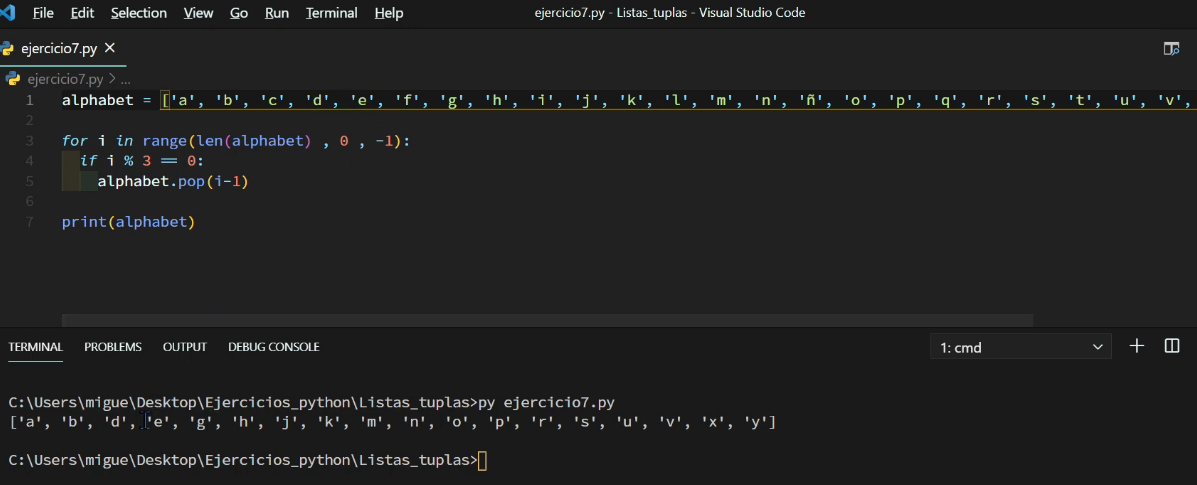 File Edit Selection View Go Run Terminal Help ejercicio7.py - Listas_tuplas - Visual Studio Code
ejercicio7.py
ejercicio7.py > ...
1 alphabet = ['a', 'b', 'c', 'd', 'e', 'f', 'g', 'h', 'i', 'j', 'k', 'l', 'm', 'n', 'ñ', 'o', 'p', 'q', 'r', 's', 't', 'u', 'v',
2
3 for i in range(len(alphabet) , 0 , -1):
4 if i % 3 == 0:
5 alphabet.pop(i-1)
6
7 print(alphabet)
TERMINAL PROBLEMS OUTPUT DEBUG CONSOLE 1: cmd
C:\Users\migue\Desktop\Ejercicios_python\Listas_tuplas>py ejercicio7.py
['a', 'b', 'd', 'e', 'g', 'h', 'j', 'k', 'm', 'n', 'o', 'p', 'r', 's', 'u', 'v', 'x', 'y']
C:\Users\migue\Desktop\Ejercicios_python\Listas_tuplas>